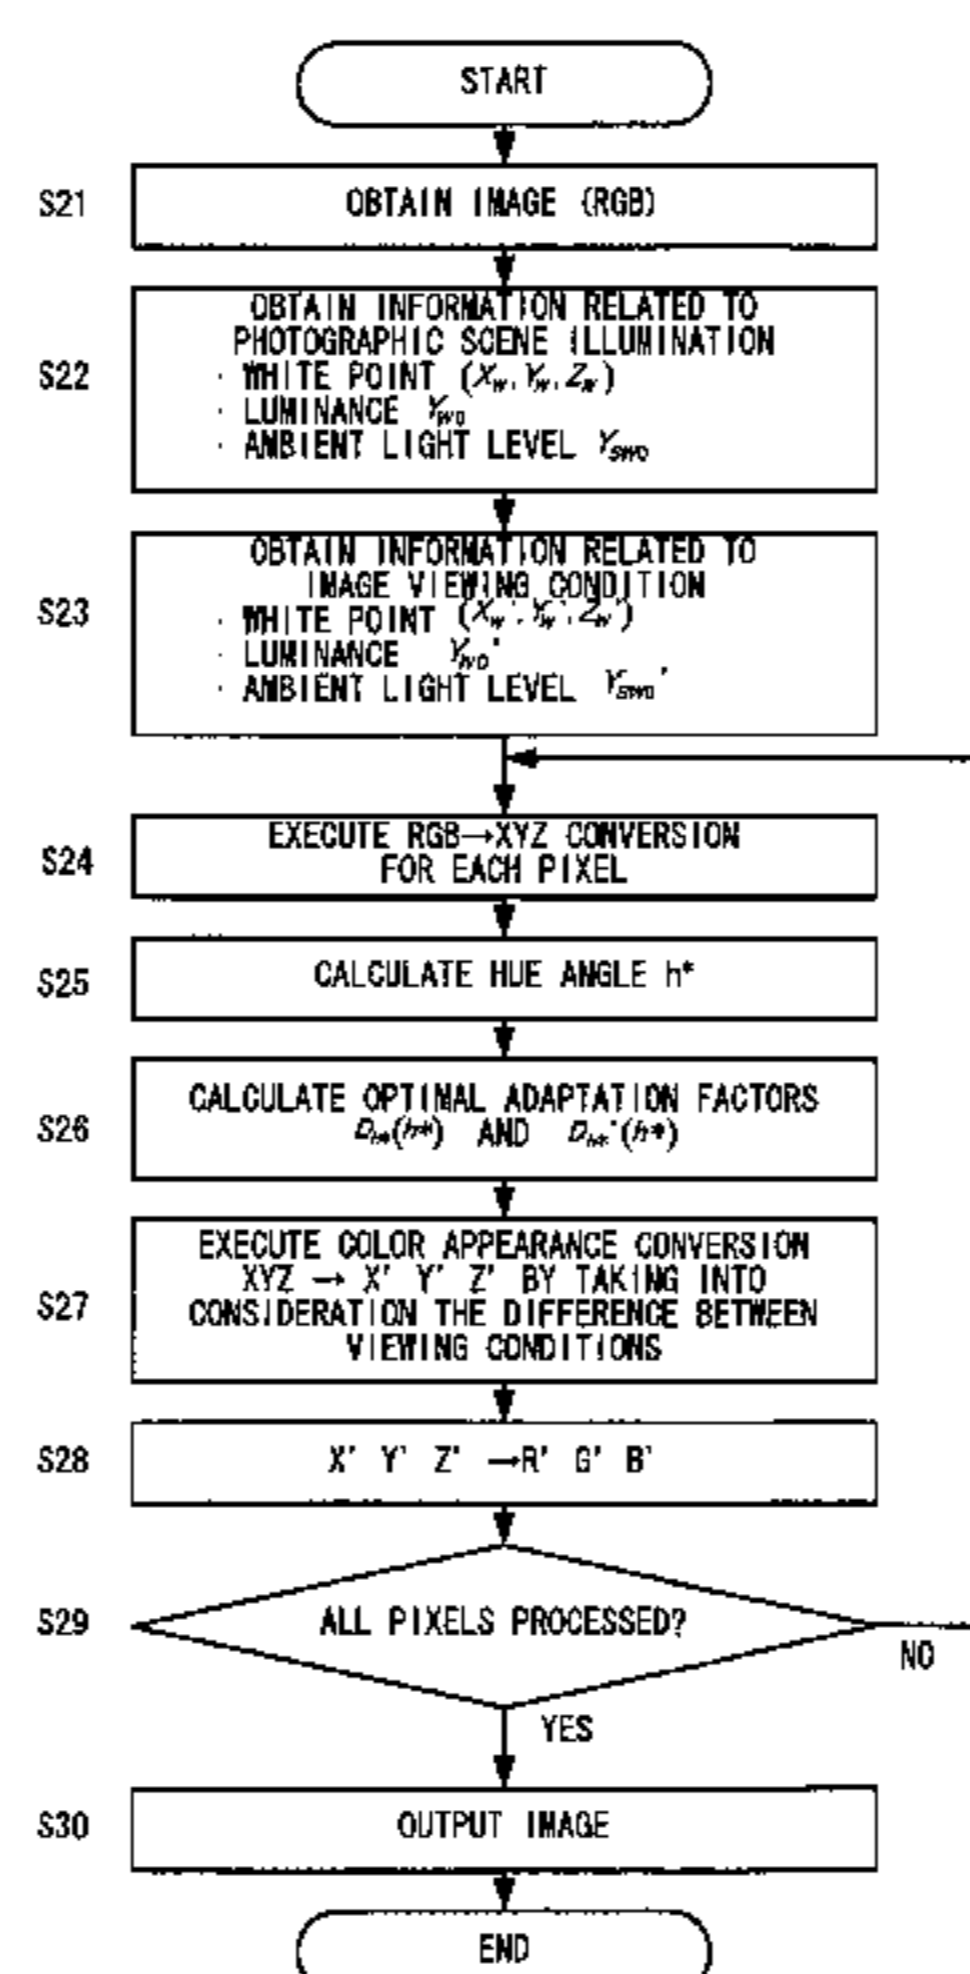 START
S21
OBTAIN IMAGE (RGB)
S22
OBTAIN INFORMATION RELATED TO
PHOTOGRAPHIC SCENE ILLUMINATION
· WHITE POINT (Xw, Yw, Zw)
· LUMINANCE Yw0
· AMBIENT LIGHT LEVEL Ysw0
S23
OBTAIN INFORMATION RELATED TO
IMAGE VIEWING CONDITION
· WHITE POINT (Xw', Yw', Zw')
· LUMINANCE Yw0'
· AMBIENT LIGHT LEVEL Ysw0'
S24
EXECUTE RGB→XYZ CONVERSION
FOR EACH PIXEL
S25
CALCULATE HUE ANGLE h*
S26
CALCULATE OPTIMAL ADAPTATION FACTORS
Dh*(h*) AND Dh*'(h*)
S27
EXECUTE COLOR APPEARANCE CONVERSION
XYZ → X' Y' Z' BY TAKING INTO
CONSIDERATION THE DIFFERENCE BETWEEN
VIEWING CONDITIONS
S28
X' Y' Z' →R' G' B'
S29
ALL PIXELS PROCESSED?
NO
YES
S30
OUTPUT IMAGE
END